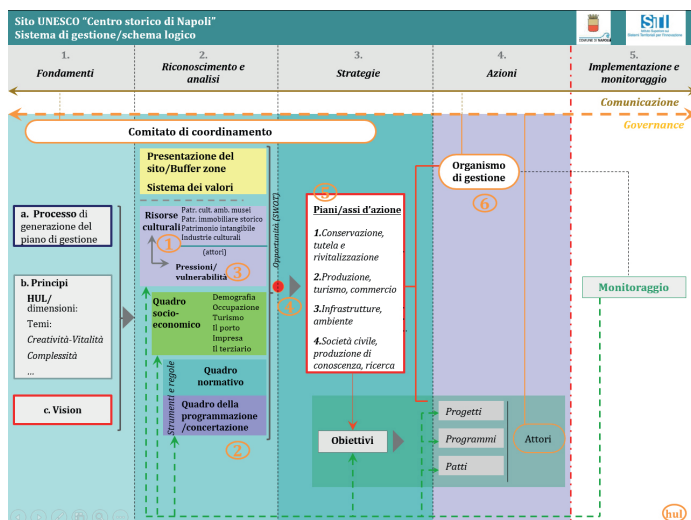 Sito UNESCO "Centro storico di Napoli"
Sistema di gestione/schema logico
COMUNE DI NAPOLI
STI
1.
Fondamenti
2.
Riconoscimento e
analisi
3.
Strategie
4.
Azioni
5.
Implementazione e
monitoraggio
Comunicazione
Governance
Comitato di coordinamento
a. Processo di
generazione del
piano di gestione
b. Principi
HUL/
dimensioni:
Temi:
Creatività-Vitalità
Complessità
...
c. Vision
Presentazione del
sito/Buffer zone
Sistema dei valori
Risorse
culturali
Patr. cult. amb. musei
Patr. immobiliare storico
Patrimonio intangibile
Industrie culturali
1
{attori}
Pressioni/
vulnerabilità
3
Opportunità (SWOT)
4
Quadro
socio-
economico
Demografia
Occupazione
Turismo
Il porto
Impresa
Il terziario
Strumenti e regole
Quadro
normativo
Quadro della
programmazione
/concertazione
2
5
Piani/assi d'azione
1.Conservazione,
tutela e
rivitalizzazione
2.Produzione,
turismo, commercio
3.Infrastrutture,
ambiente
4.Società civile,
produzione di
conoscenza, ricerca
Obiettivi
Organismo
di gestione
6
Progetti
Programmi
Patti
Attori
Monitoraggio
hul